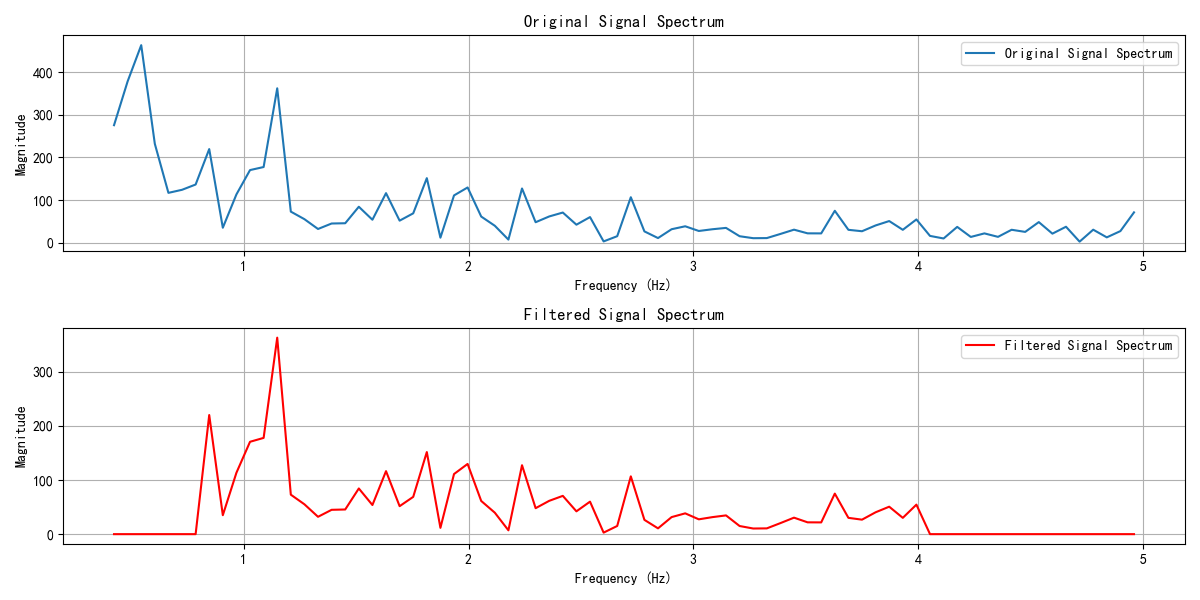 Original Signal Spectrum
Original Signal Spectrum
400
300
200
100
0
Magnitude
1 2 3 4 5
Frequency (Hz)
Filtered Signal Spectrum
Filtered Signal Spectrum
300
200
100
0
Magnitude
1 2 3 4 5
Frequency (Hz)